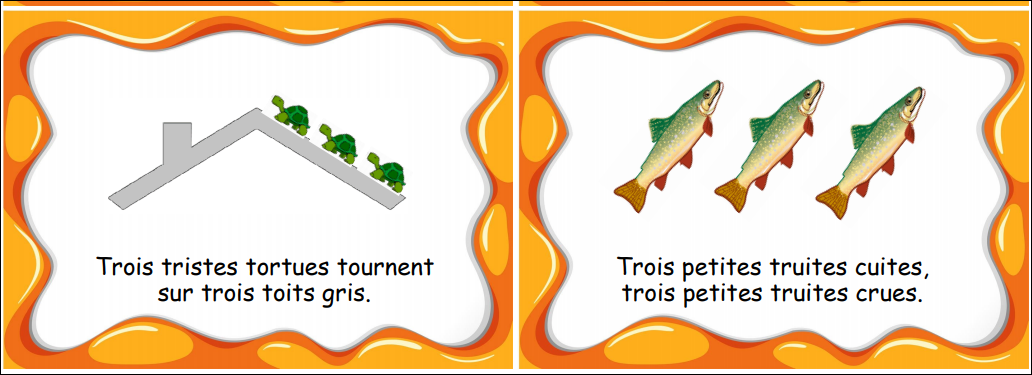 Trois tristes tortues tournent
sur trois toits gris.
Trois petites truites cuites,
trois petites truites crues.